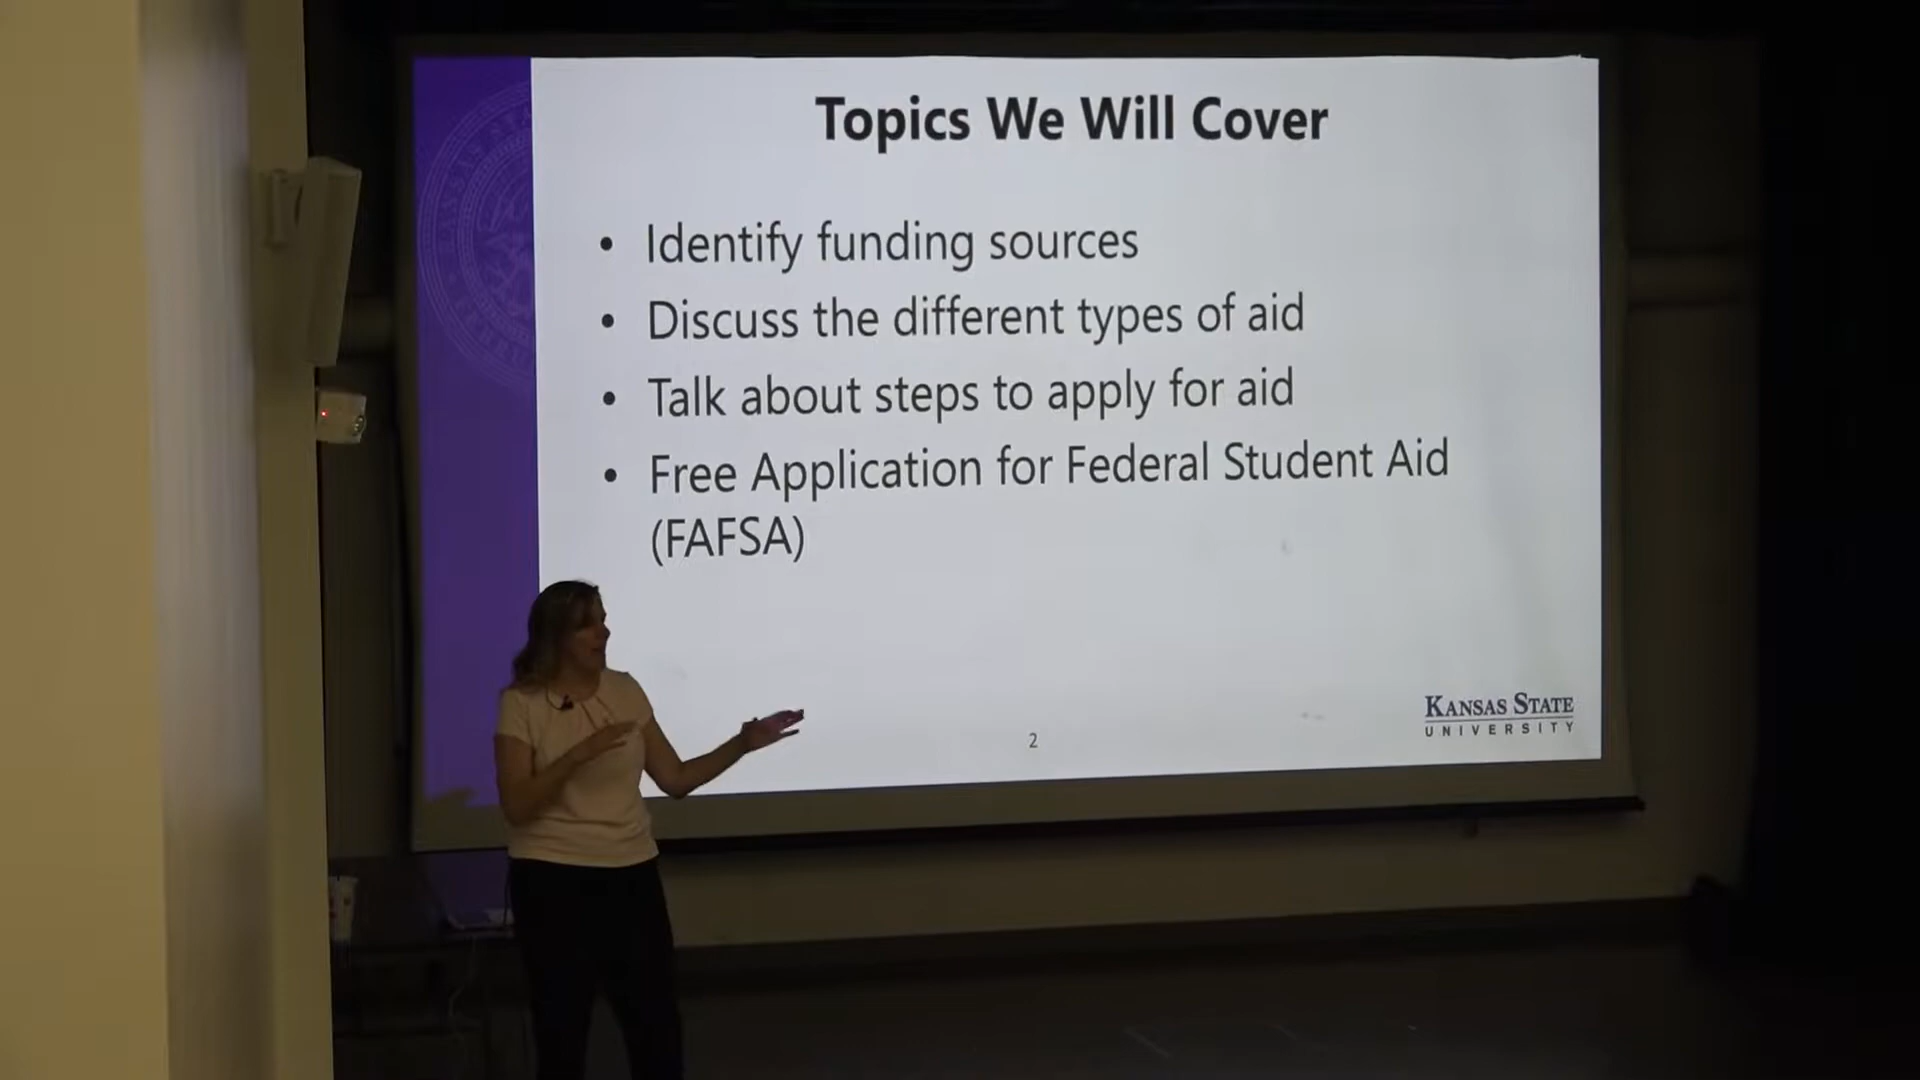 Topics We Will Cover
• Identify funding sources
• Discuss the different types of aid
• Talk about steps to apply for aid
• Free Application for Federal Student Aid
(FAFSA)
KANSAS STATE
UNIVERSITY
2